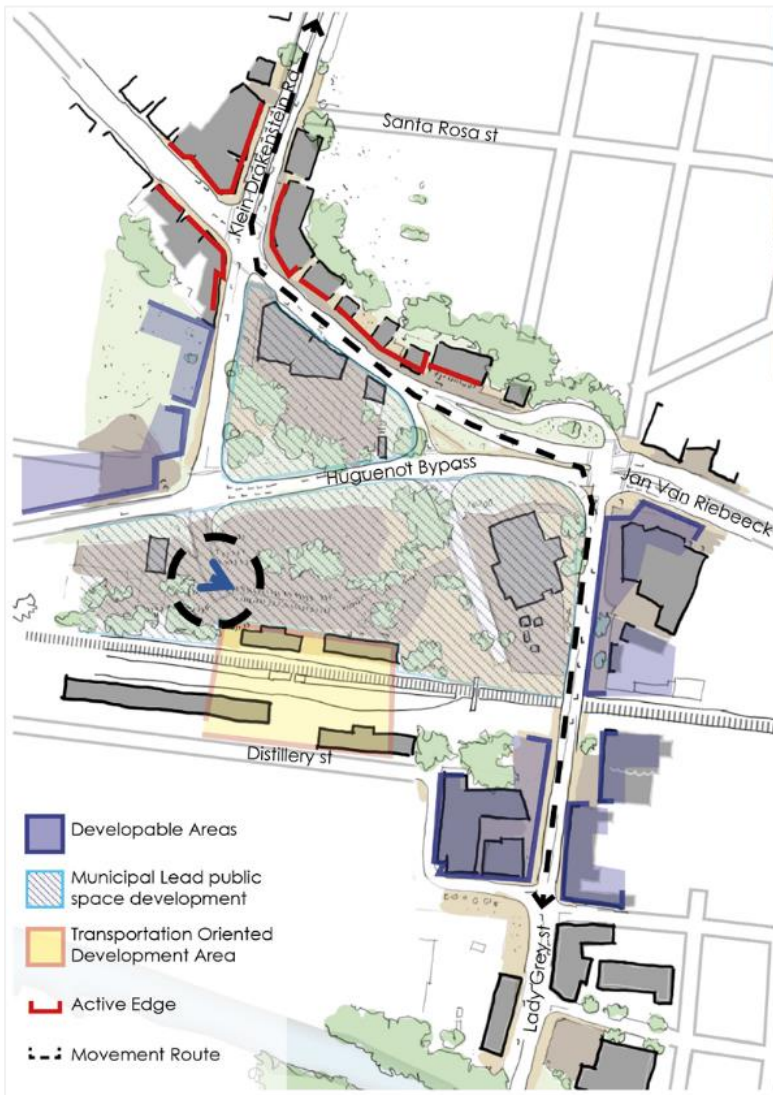 Santa Rosa st
Klein Drakenstein Rd
Huguenot Bypass
Jan Van Riebeeck
Distillery st
Lady Grey st
Developable Areas
Municipal Lead public
space development
Transportation Oriented
Development Area
Active Edge
Movement Route